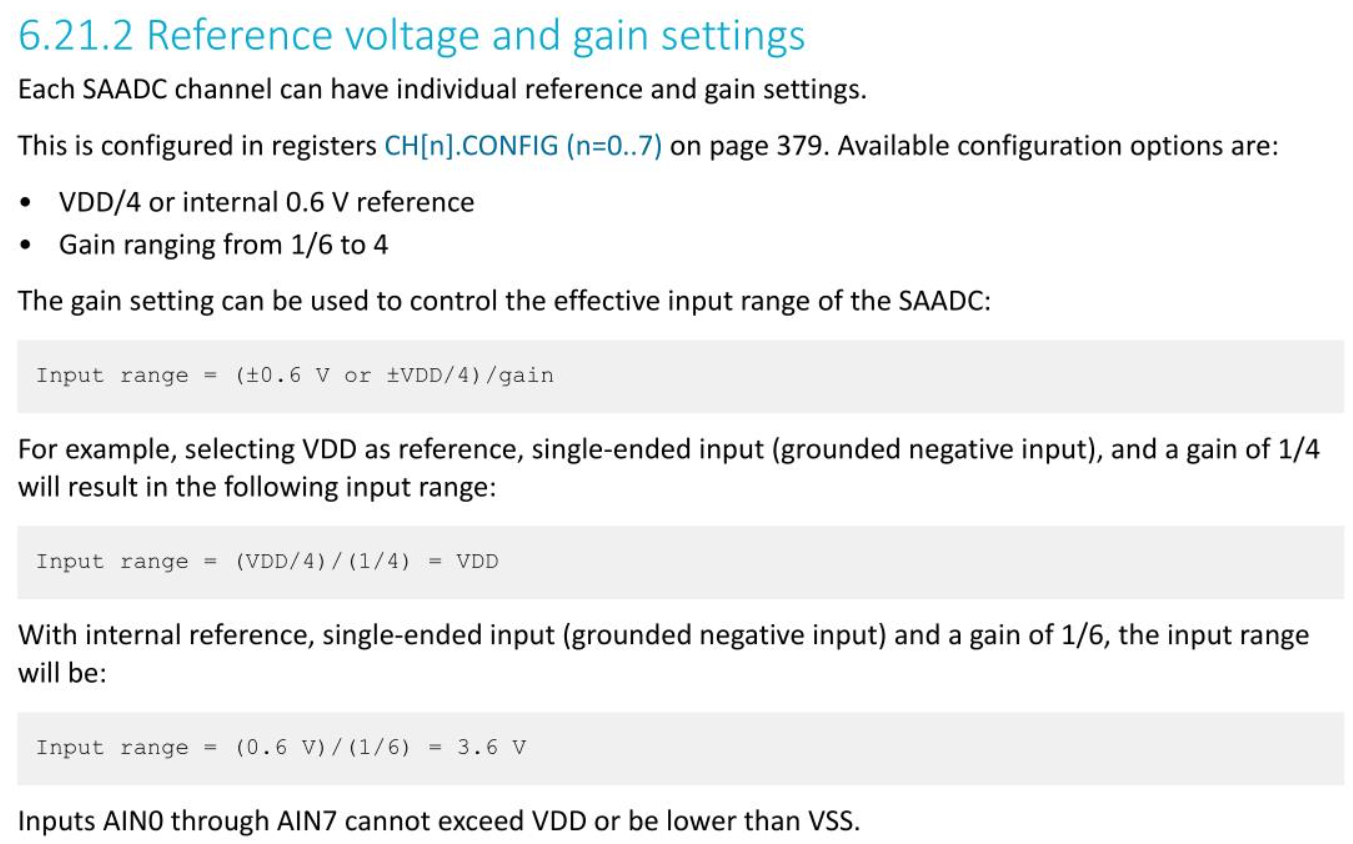 6.21.2 Reference voltage and gain settings
Each SAADC channel can have individual reference and gain settings.
This is configured in registers CH[n].CONFIG (n=0..7) on page 379. Available configuration options are:
• VDD/4 or internal 0.6 V reference
• Gain ranging from 1/6 to 4
The gain setting can be used to control the effective input range of the SAADC:
Input range = (±0.6 V or ±VDD/4)/gain
For example, selecting VDD as reference, single-ended input (grounded negative input), and a gain of 1/4
will result in the following input range:
Input range = (VDD/4)/(1/4) = VDD
With internal reference, single-ended input (grounded negative input) and a gain of 1/6, the input range
will be:
Input range = (0.6 V)/(1/6) = 3.6 V
Inputs AIN0 through AIN7 cannot exceed VDD or be lower than VSS.